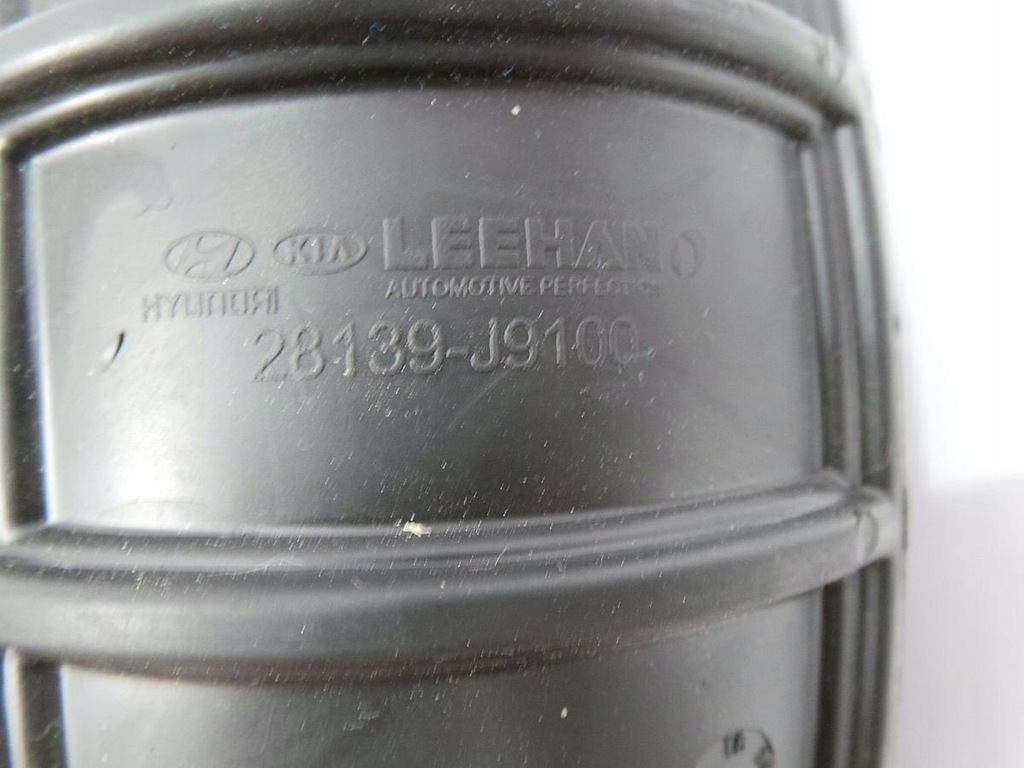 KIA LEEHAN
HYUNDAI AUTOMOTIVE PERFECTION
28139-J9100